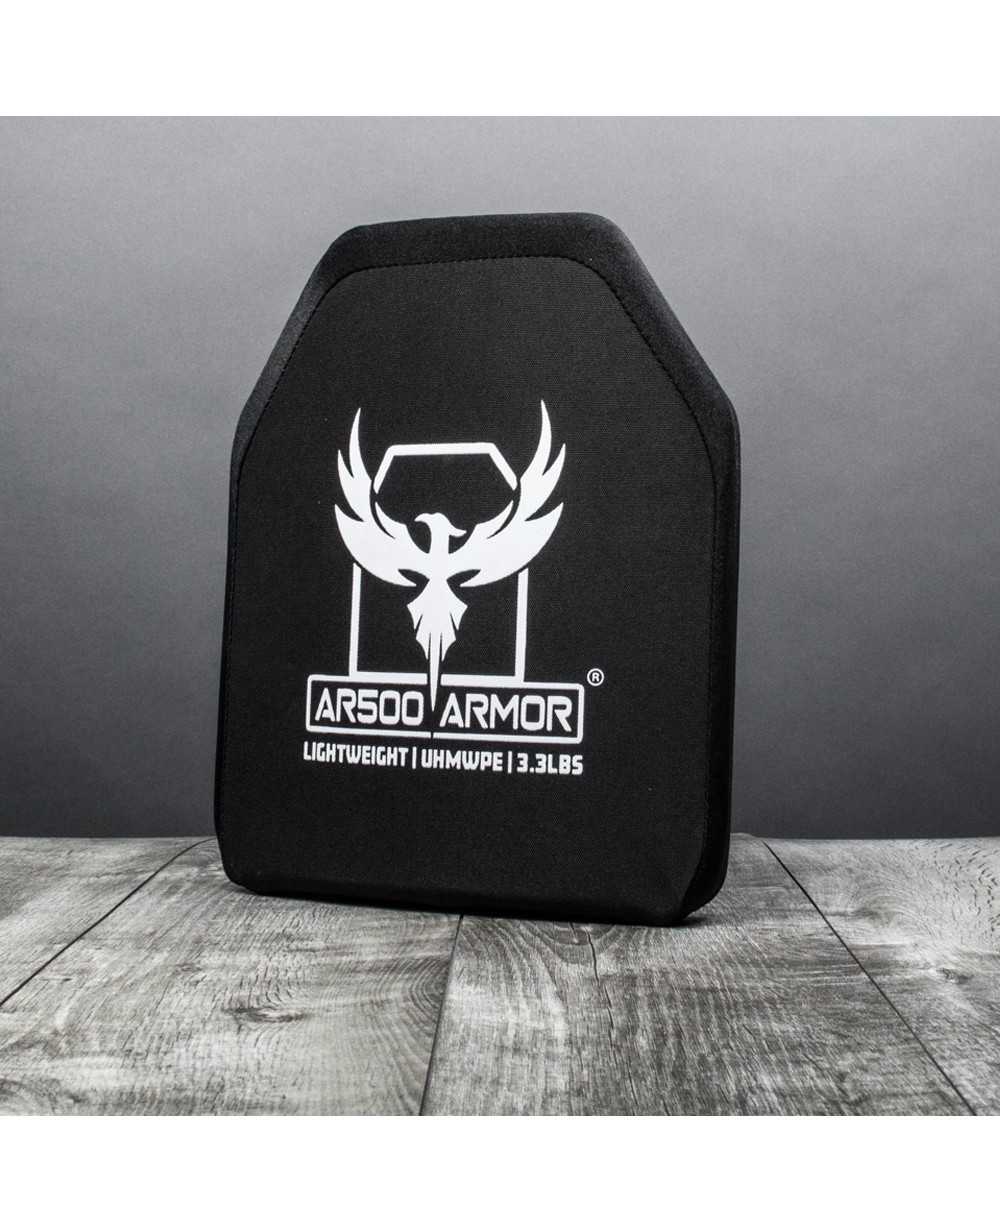 ®
AR500 ARMOR
LIGHTWEIGHT | UHMWPE | 3.3LBS